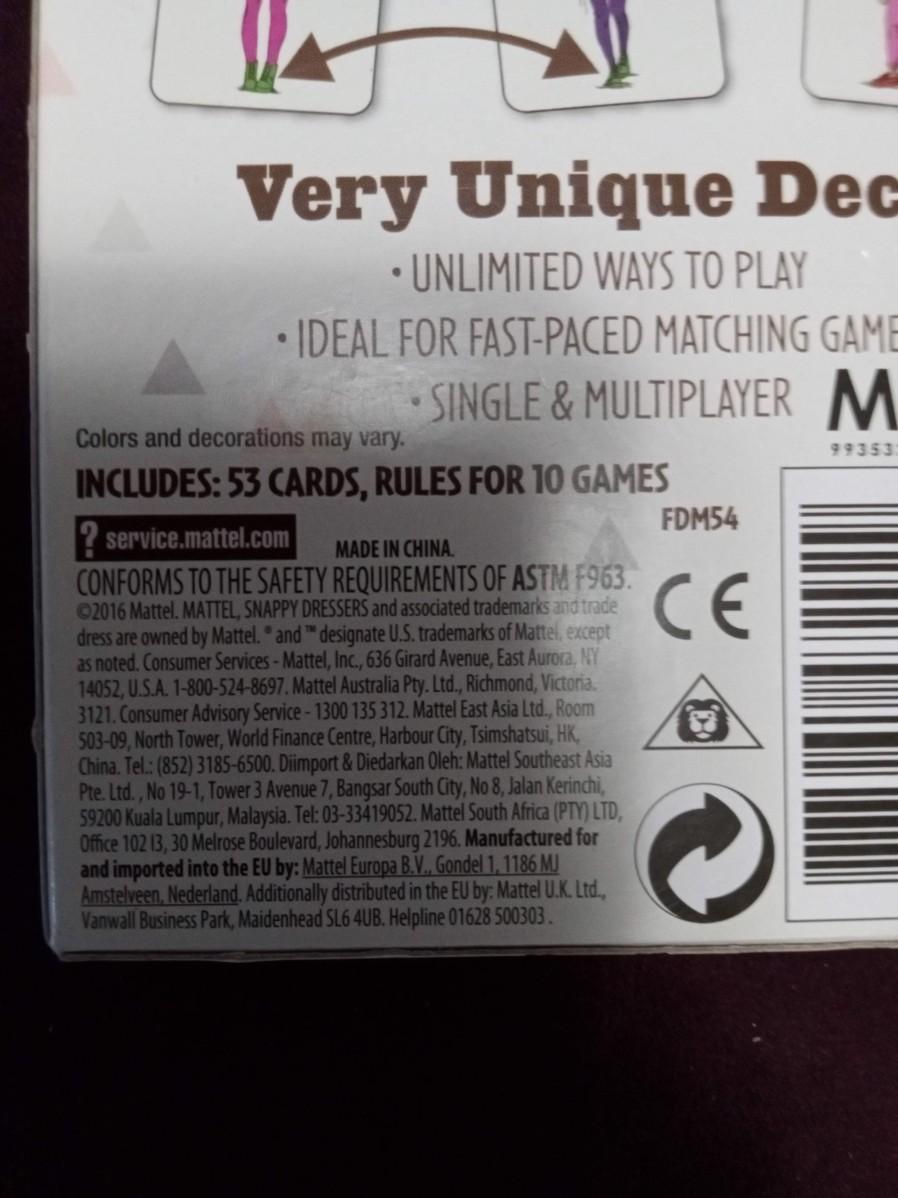 Very Unique Dec
• UNLIMITED WAYS TO PLAY
• IDEAL FOR FAST-PACED MATCHING GAME
• SINGLE & MULTIPLAYER
M
Colors and decorations may vary.
99353
INCLUDES: 53 CARDS, RULES FOR 10 GAMES
FDM54
? service.mattel.com MADE IN CHINA.
CONFORMS TO THE SAFETY REQUIREMENTS OF ASTM F963.
CE
©2016 Mattel. MATTEL, SNAPPY DRESSERS and associated trademarks and trade
dress are owned by Mattel. ® and ™ designate U.S. trademarks of Mattel, except
as noted. Consumer Services - Mattel, Inc., 636 Girard Avenue, East Aurora, NY
14052, U.S.A. 1-800-524-8697. Mattel Australia Pty. Ltd., Richmond, Victoria.
3121. Consumer Advisory Service - 1300 135 312. Mattel East Asia Ltd., Room
503-09, North Tower, World Finance Centre, Harbour City, Tsimshatsui, HK,
China. Tel.: (852) 3185-6500. Diimport & Diedarkan Oleh: Mattel Southeast Asia
Pte. Ltd. , No 19-1, Tower 3 Avenue 7, Bangsar South City, No 8, Jalan Kerinchi,
59200 Kuala Lumpur, Malaysia. Tel: 03-33419052. Mattel South Africa (PTY) LTD,
Office 102 I3, 30 Melrose Boulevard, Johannesburg 2196. Manufactured for
and imported into the EU by: Mattel Europa B.V., Gondel 1, 1186 MJ
Amstelveen, Nederland. Additionally distributed in the EU by: Mattel U.K. Ltd.,
Vanwall Business Park, Maidenhead SL6 4UB. Helpline 01628 500303 .